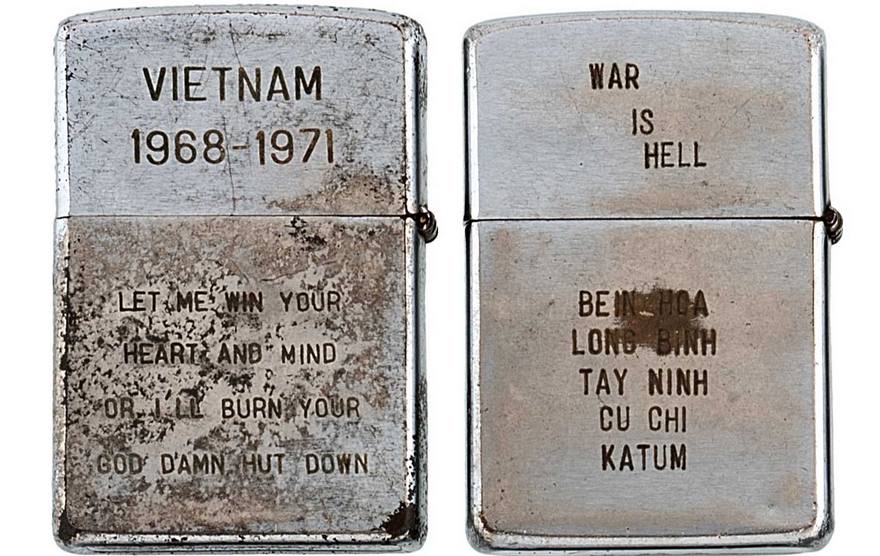 VIETNAM
1968-1971
LET ME WIN YOUR
HEART AND MIND
OR I'LL BURN YOUR
GOD DAMN HUT DOWN
WAR
IS
HELL
BEIN HOA
LONG BINH
TAY NINH
CU CHI
KATUM